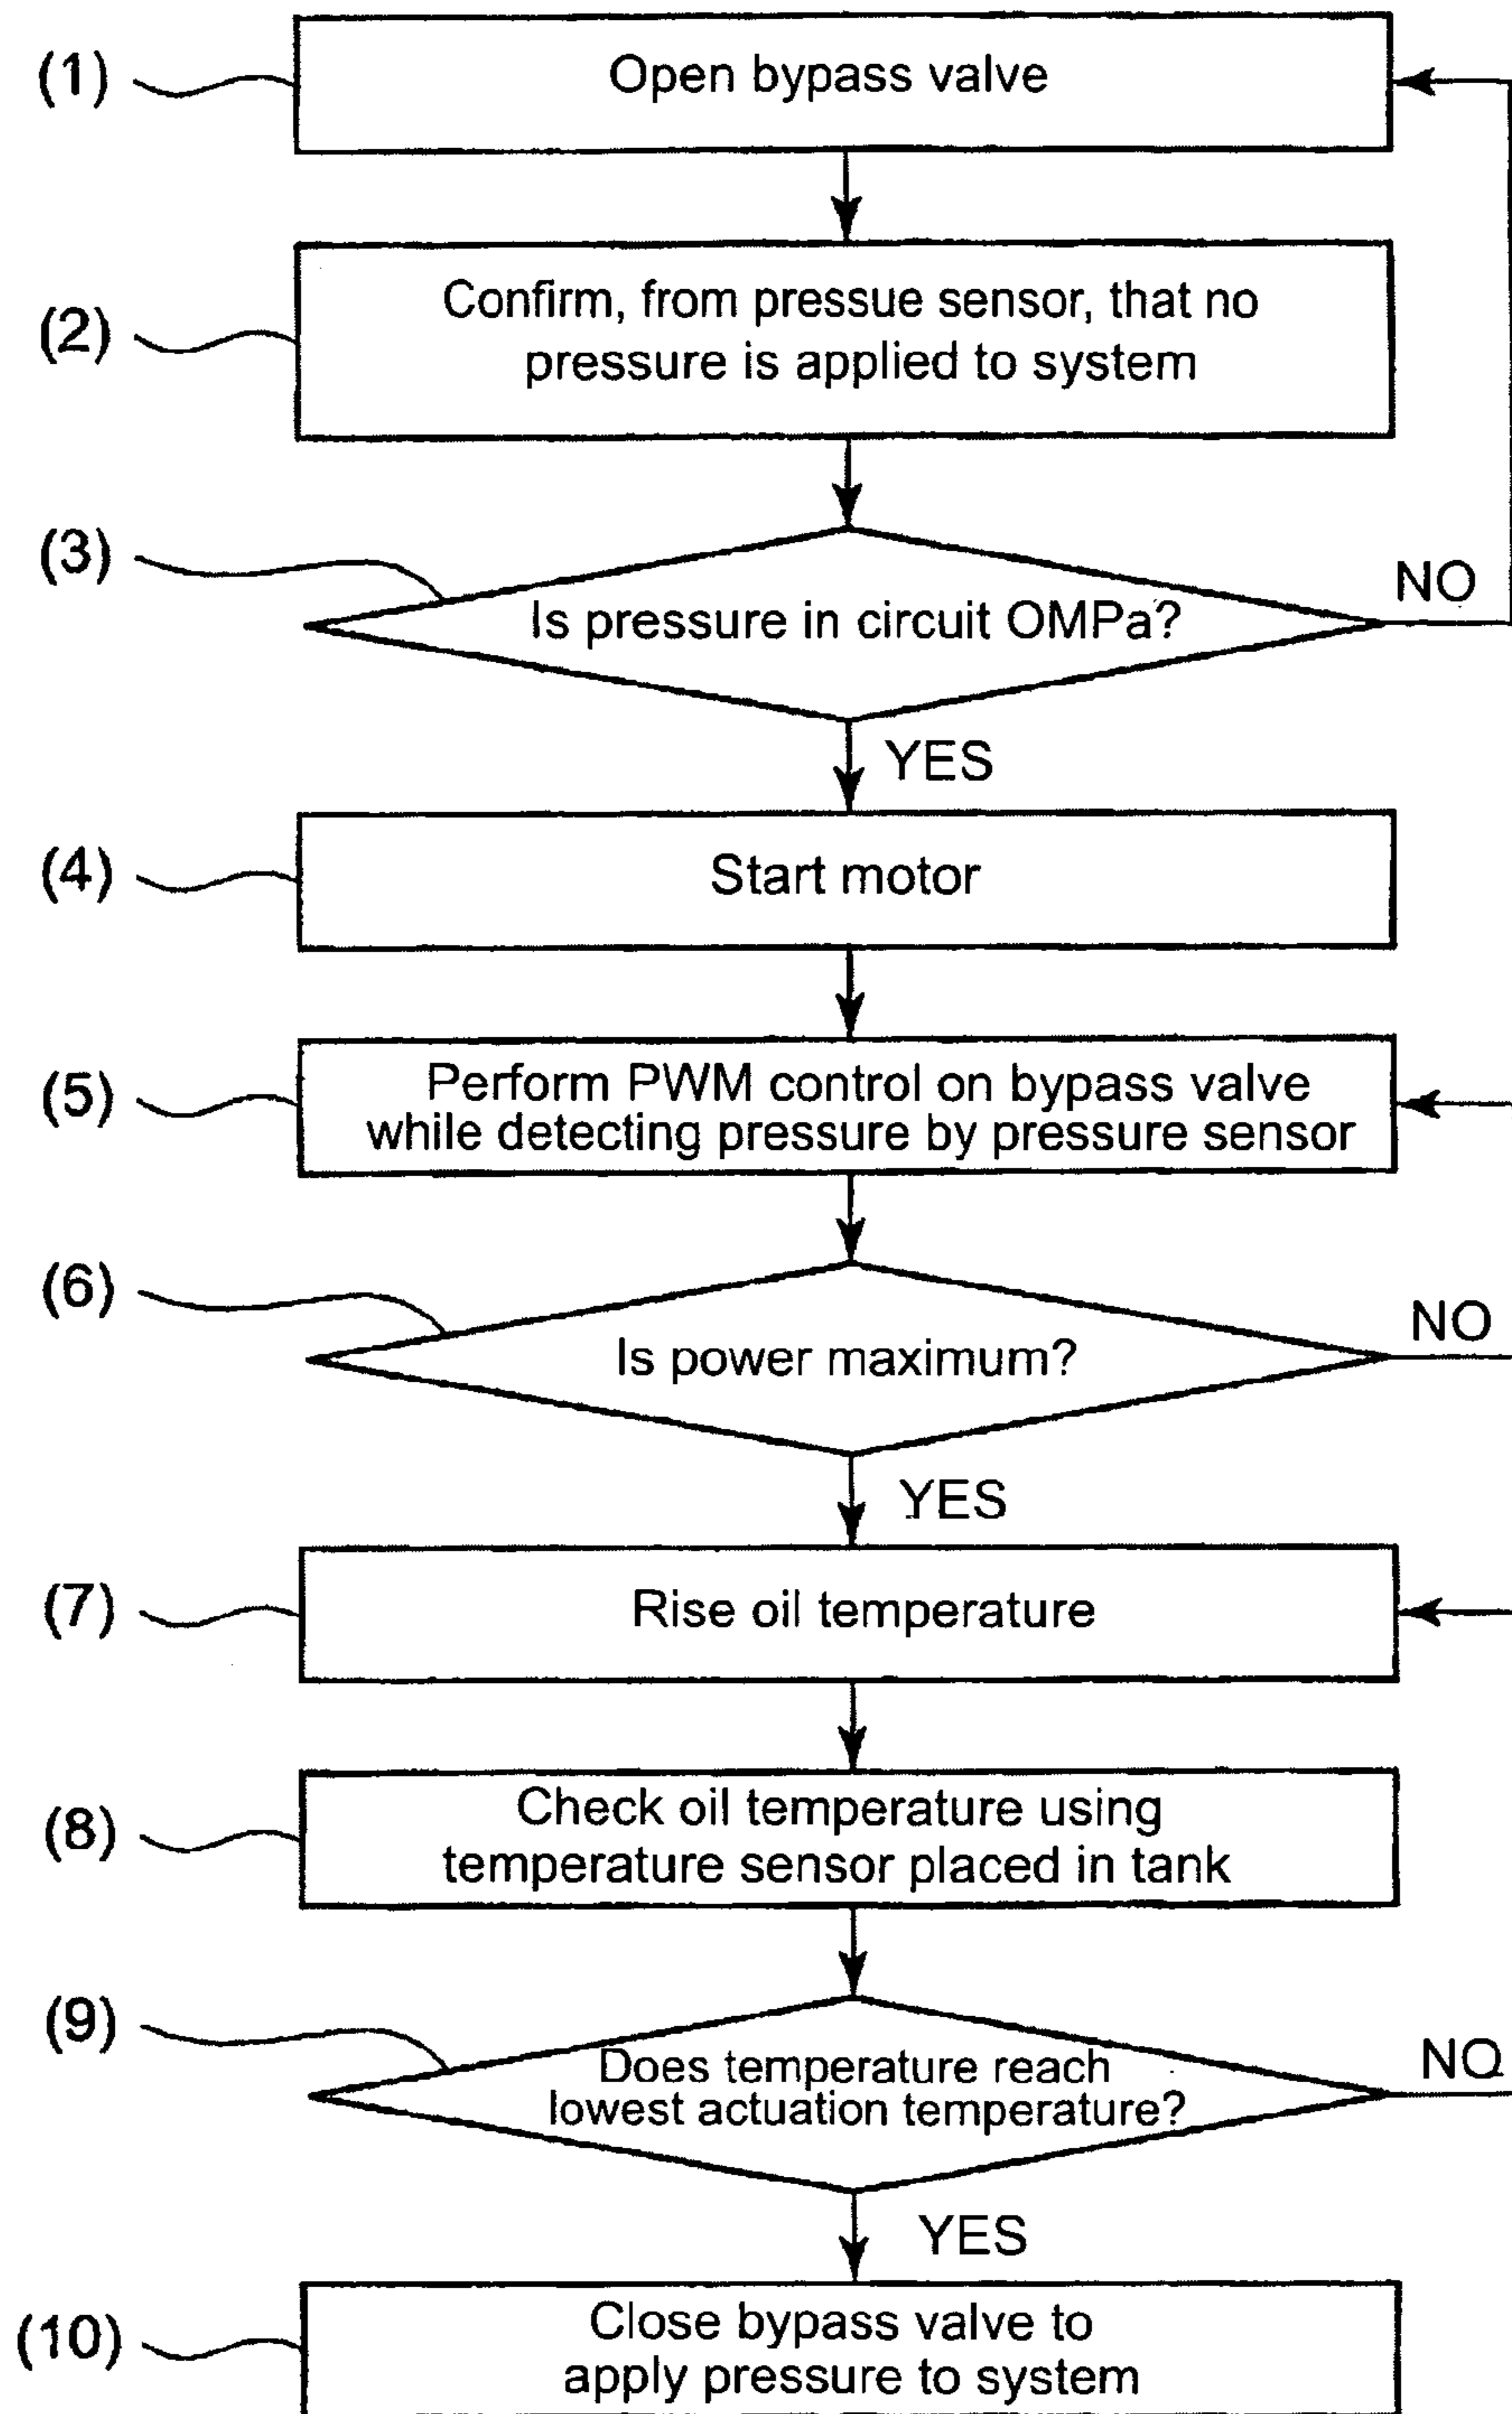 (1)
Open bypass valve
(2)
Confirm, from pressue sensor, that no
pressure is applied to system
(3)
Is pressure in circuit OMPa?
NO
YES
(4)
Start motor
(5)
Perform PWM control on bypass valve
while detecting pressure by pressure sensor
(6)
Is power maximum?
NO
YES
(7)
Rise oil temperature
(8)
Check oil temperature using
temperature sensor placed in tank
(9)
Does temperature reach
lowest actuation temperature?
NO
YES
(10)
Close bypass valve to
apply pressure to system